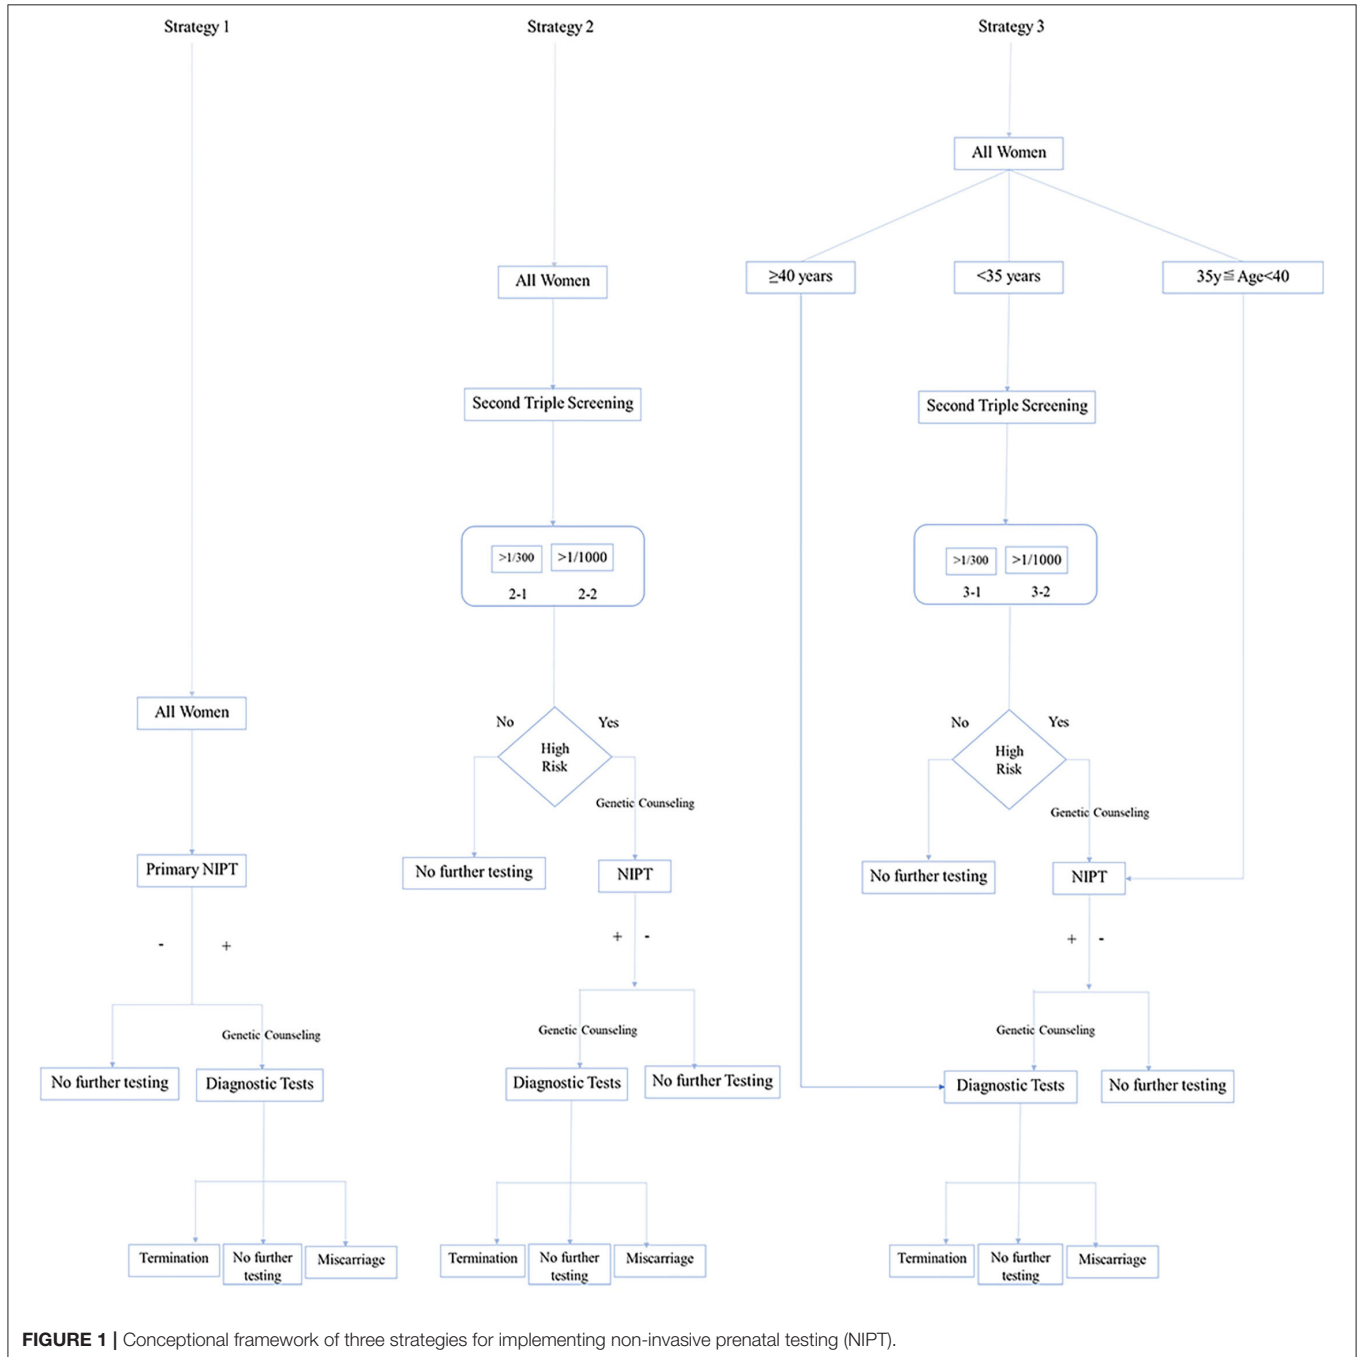 Strategy 1
Strategy 2
Strategy 3
All Women
≥40 years
<35 years
35y≦Age<40
All Women
Second Triple Screening
Second Triple Screening
>1/300
>1/1000
2-1
2-2
>1/300
>1/1000
3-1
3-2
All Women
No
Yes
High
Risk
Genetic Counseling
No
Yes
High
Risk
Genetic Counseling
Primary NIPT
No further testing
NIPT
No further testing
NIPT
-
+
+
-
+
-
Genetic Counseling
Genetic Counseling
Genetic Counseling
No further testing
Diagnostic Tests
Diagnostic Tests
No further Testing
Diagnostic Tests
No further testing
Termination
No further
testing
Miscarriage
Termination
No further
testing
Miscarriage
Termination
No further
testing
Miscarriage
FIGURE 1 | Conceptional framework of three strategies for implementing non-invasive prenatal testing (NIPT).